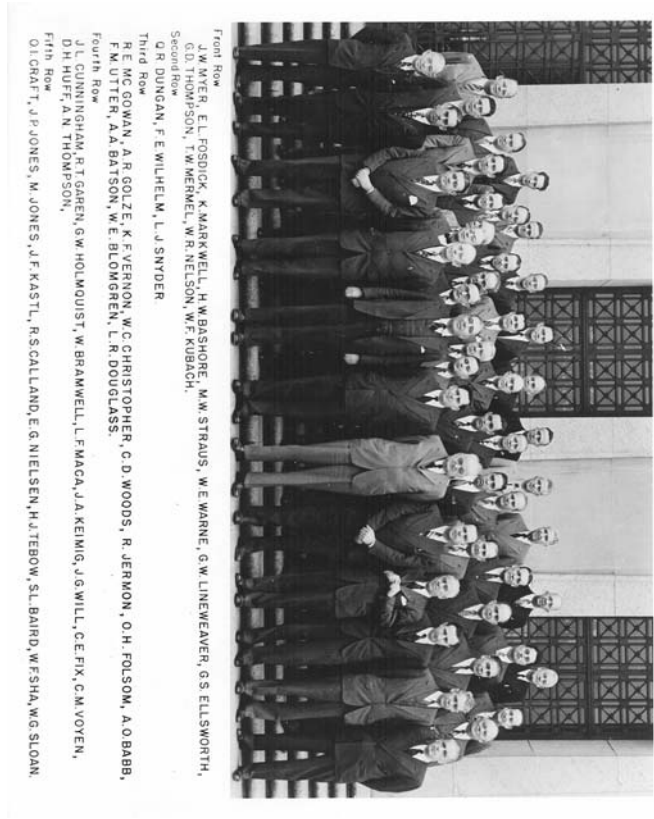 Front Row
J.W. MYER, E.L. FOSDICK, K. MARKWELL, H.W. BASHORE, M.W. STRAUS, W.E. WARNE, G.W. LINEWEAVER, G.S. ELLSWORTH,
G.D. THOMPSON, T.W. MERMEL, W.R. NELSON, W.F. KUBACH.
Second Row
Q.R. DUNGAN, F.E. WILHELM, L.J. SNYDER
Third Row
R.E. MC GOWAN, A.R. GOLZE, K.F. VERNON, W.C. CHRISTOPHER, C.D. WOODS, R. JERMON, O.H. FOLSOM, A.O. BABB,
F.M. UTTER, A.A. BATSON, W.E. BLOMGREN, L.R. DOUGLASS.
Fourth Row
J.L. CUNNINGHAM, R.T. GAREN, G.W. HOLMQUIST, W. BRAMWELL, L.F. MACA, J.A. KEIMIG, J.G. WILL, C.E. FIX, C.M. VOYEN,
D.H. HUFF, A.N. THOMPSON,
Fifth Row
O.I. CRAFT, J.P. JONES, M. JONES, J.F. KASTL, R.S. CALLAND, E.G. NIELSEN, H.J. TEBOW, S.L. BAIRD, W.F. SHA, W.G. SLOAN.